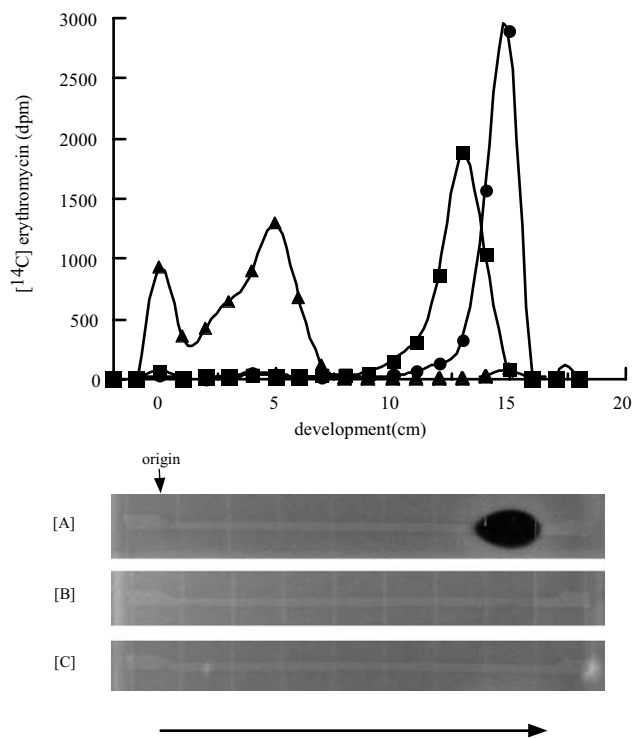 3000
2500
2000
1500
1000
500
0
[14C] erythromycin (dpm)
0 5 10 15 20
development(cm)
origin
[A]
[B]
[C]